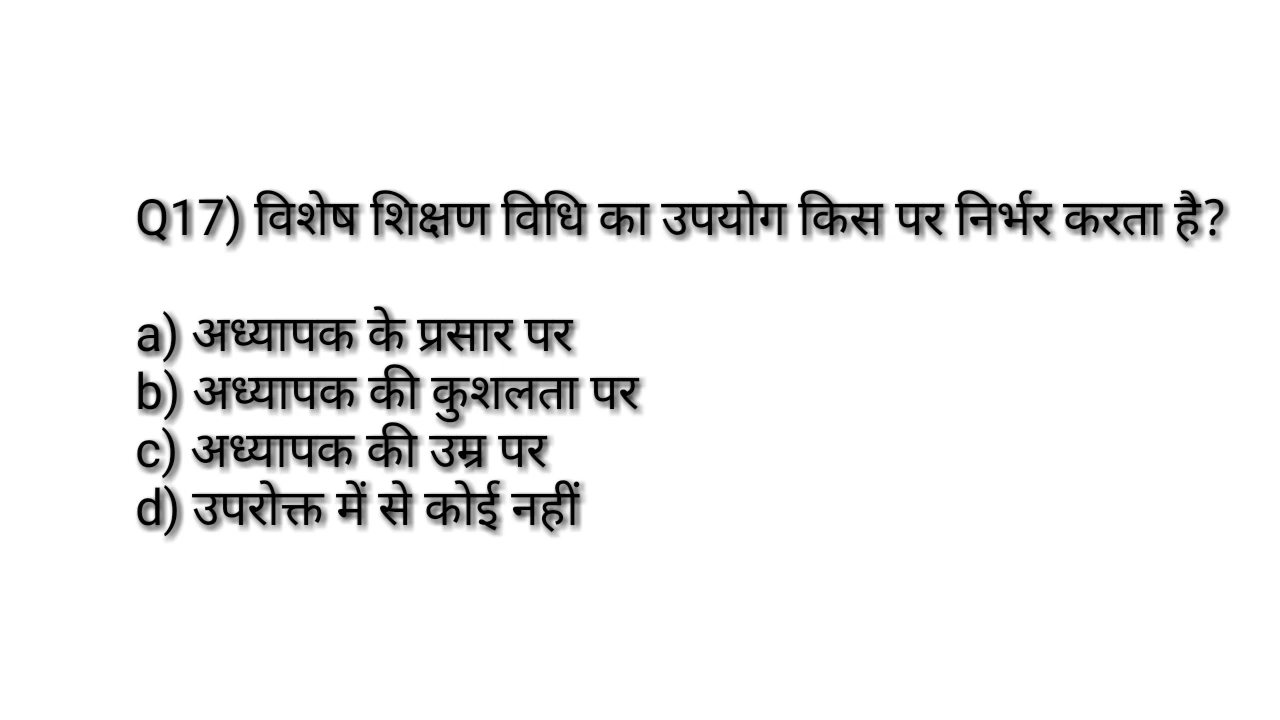 Q17) विशेष शिक्षण विधि का उपयोग किस पर निर्भर करता है?
a) अध्यापक के प्रसार पर
b) अध्यापक की कुशलता पर
c) अध्यापक की उम्र पर
d) उपरोक्त में से कोई नहीं